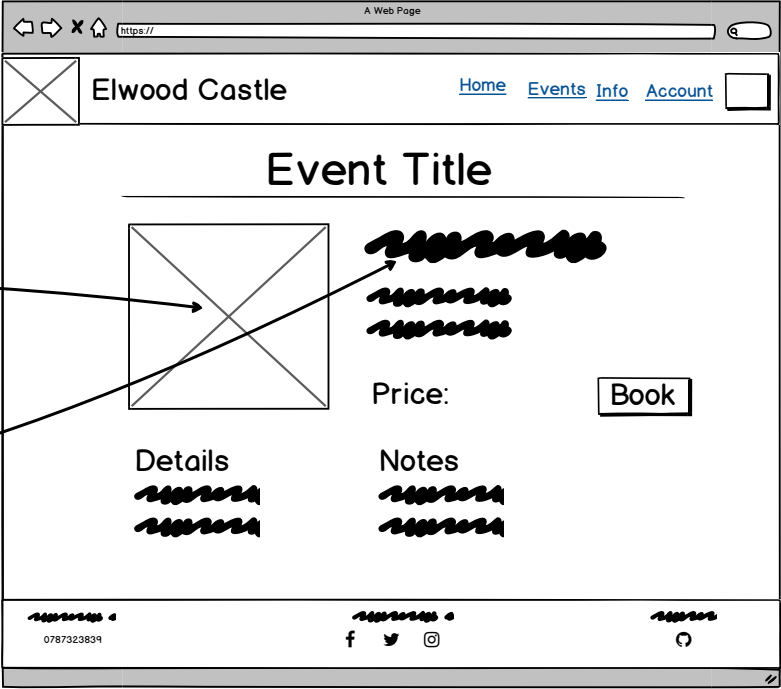 A Web Page
https://
Elwood Castle
Home Events Info Account
Event Title
Price:
Book
Details Notes
0787323839